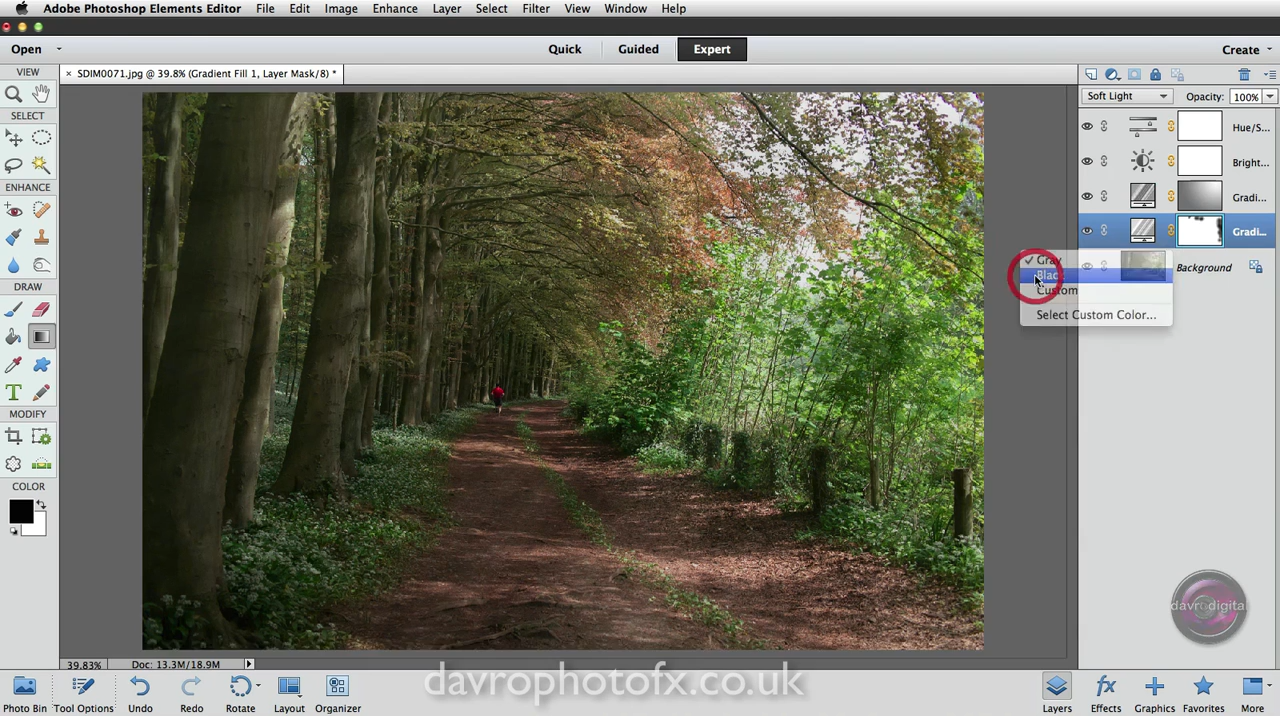 Adobe Photoshop Elements Editor File Edit Image Enhance Layer Select Filter View Window Help
Open Quick Guided Expert Create
VIEW
SDIM0071.jpg @ 39.8% (Gradient Fill 1, Layer Mask/8) *
Soft Light Opacity: 100%
SELECT
Hue/S...
Bright...
ENHANCE
Gradi...
Gradi...
Gray
Background
Black
Custom
DRAW
Select Custom Color...
T
MODIFY
COLOR
davrodigital
39.83% Doc: 13.3M/18.9M
davrophotofx.co.uk
fx
Photo Bin Tool Options Undo Redo Rotate Layout Organizer Layers Effects Graphics Favorites More